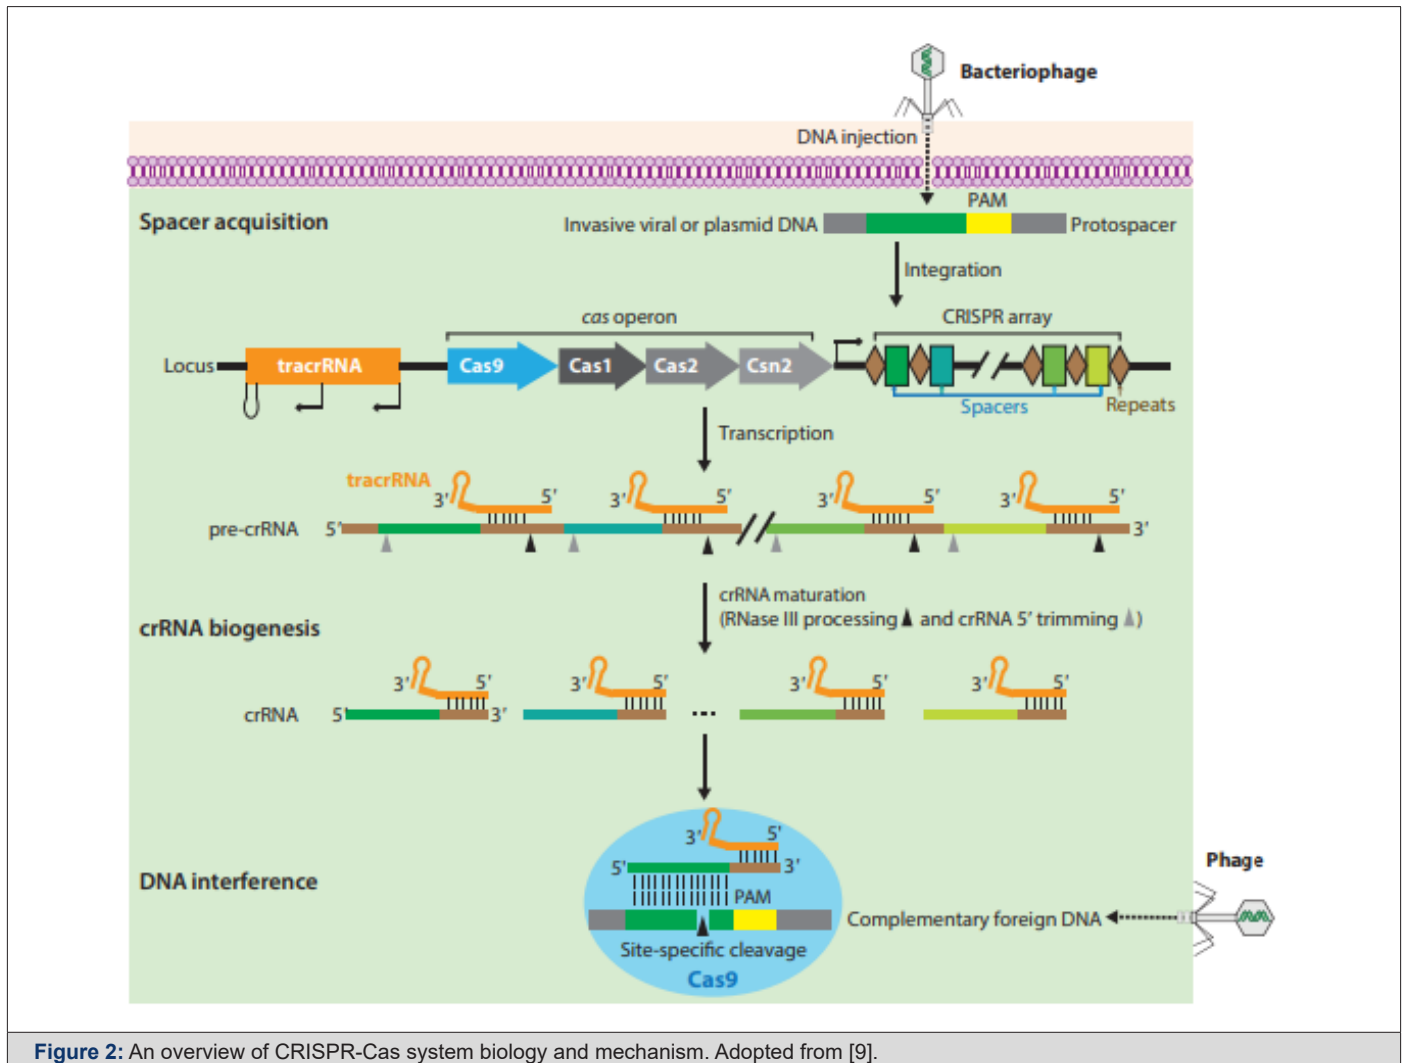 Bacteriophage
DNA injection
Spacer acquisition
PAM
Invasive viral or plasmid DNA
Protospacer
Integration
cas operon
CRISPR array
Locus
tracrRNA
Cas9
Cas1
Cas2
Csn2
Spacers
Repeats
Transcription
tracrRNA
3′ 5′ 3′ 5′ 3′ 5′ 3′ 5′
pre-crRNA 5′ 3′
crRNA maturation
(RNase III processing ▲ and crRNA 5′ trimming ▲)
crRNA biogenesis
3′ 5′ 3′ 5′ 3′ 5′ 3′ 5′
crRNA 5′ 3′ ...
3′ 5′
5′ 3′
DNA interference
PAM
Site-specific cleavage
Cas9
Phage
Complementary foreign DNA
Figure 2: An overview of CRISPR-Cas system biology and mechanism. Adopted from [9].